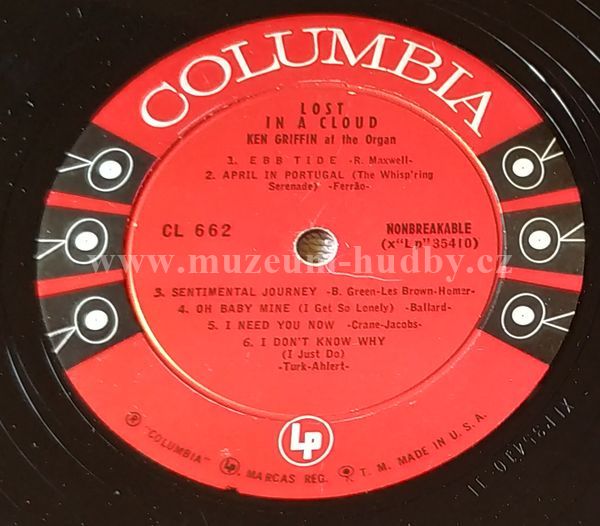 COLUMBIA
LOST
IN A CLOUD
KEN GRIFFIN at the Organ
1. EBB TIDE -R. Maxwell-
2. APRIL IN PORTUGAL (The Whisp'ring
Serenade) -Ferrão-
CL 662
NONBREAKABLE
(x"Lp"35410)
www.muzeum-hudby.cz
3. SENTIMENTAL JOURNEY -B. Green-Les Brown-Homer-
4. OH BABY MINE (I Get So Lonely) -Ballard-
5. I NEED YOU NOW -Crane-Jacobs-
6. I DON'T KNOW WHY
(I Just Do)
-Turk-Ahlert-
Lp
® "COLUMBIA" MARCAS REG. ® T. M. MADE IN U. S. A.